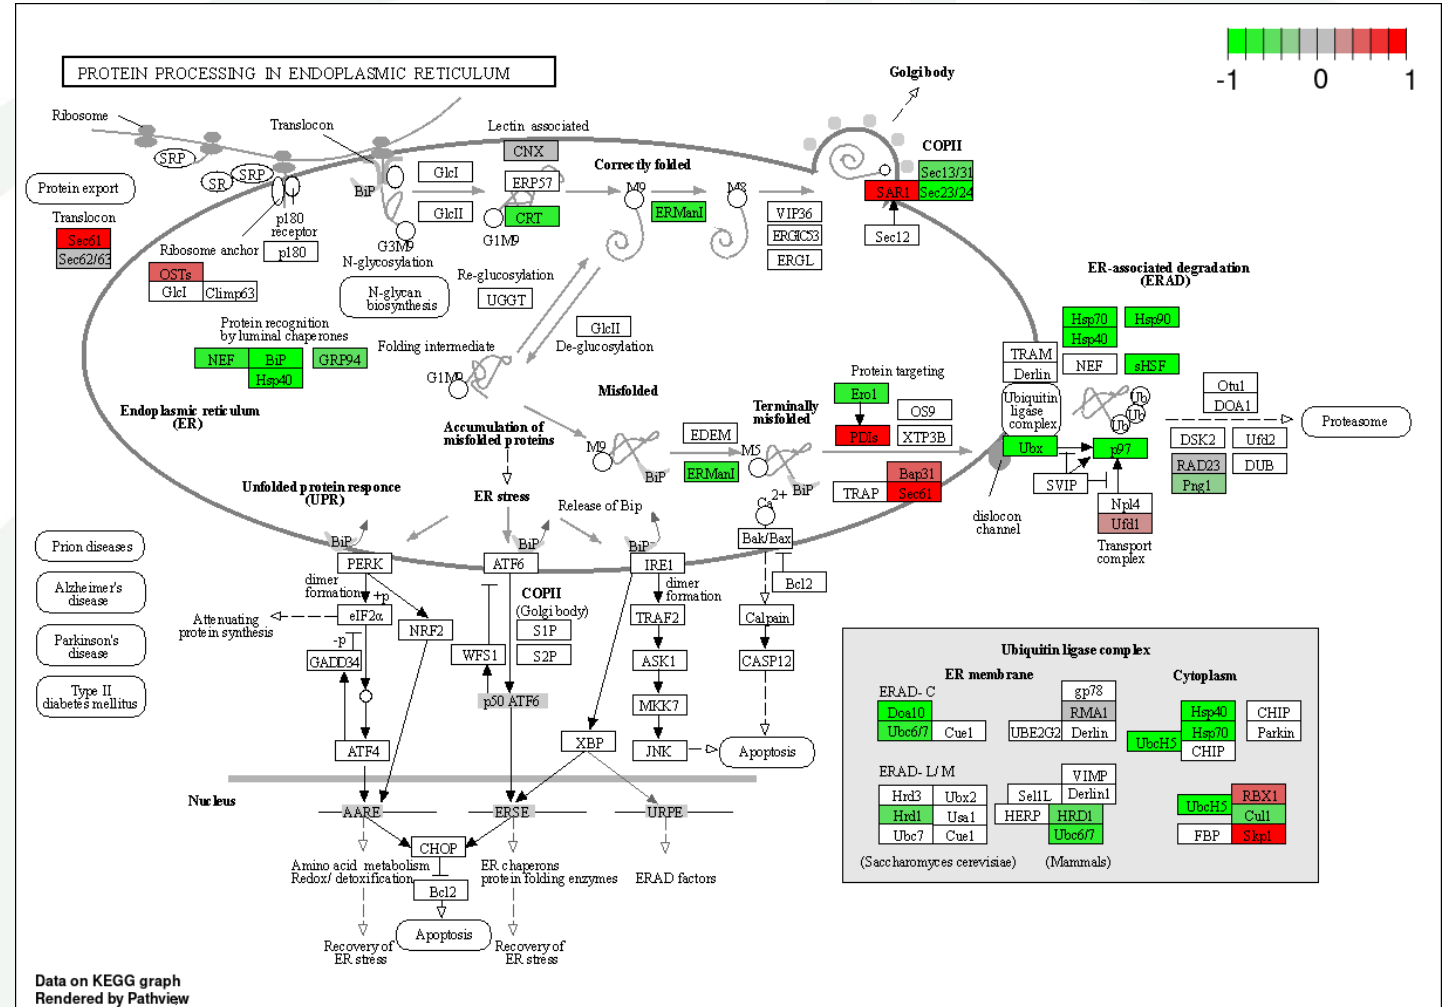 PROTEIN PROCESSING IN ENDOPLASMIC RETICULUM
-1 0 1
Golgi body
Ribosome
Translocon
Lectin associated
COPII
SRP
SRP
SR
BiP
GlcI
CNX
ERP57
Correctly folded
M9
M8
Sec13/31
SAR1
Sec23/24
Protein export
p180
receptor
p180
GlcII
CRT
G1M9
ERManI
VIP36
ERGIC53
ERGL
Sec12
Translocon
Sec61
Sec62/63
Ribosome anchor
G3M9
N-glycosylation
OSTs
GlcI
Climp63
N-glycan
biosynthesis
Re-glucosylation
UGGT
ER-associated degradation
(ERAD)
Protein recognition
by luminal chaperones
NEF
BiP
GRP94
Hsp40
Folding intermediate
G1M9
GlcII
De-glucosylation
Hsp70
Hsp90
Hsp40
TRAM
Derlin
NEF
sHSF
Endoplasmic reticulum
(ER)
Misfolded
Terminally
misfolded
Protein targeting
Ero1
OS9
PDIs
XTP3B
Ubiquitin
ligase
complex
Ub
Ub
Ub
Otu1
DOA1
Proteasome
Accumulation of
misfolded proteins
M9
EDEM
M5
ERManI
BiP
BiP
Bap31
TRAP
Sec61
Ubx
p97
DSK2
Ufd2
RAD23
DUB
Png1
SVIP
Npl4
Ufd1
Transport
complex
dislocon
channel
Unfolded protein responce
(UPR)
ER stress
Release of Bip
Ca2+
Bak/Bax
Bcl2
BiP
BiP
BiP
PERK
ATF6
IRE1
Prion diseases
Alzheimer's
disease
Parkinson's
disease
Type II
diabetes mellitus
dimer
formation
+p
eIF2α
Attenuating
protein synthesis
-p
GADD34
NRF2
WFS1
COPII
(Golgi body)
S1P
S2P
p50 ATF6
dimer
formation
TRAF2
ASK1
MKK7
JNK
Calpain
CASP12
Apoptosis
ATF4
XBP
Nucleus
AARE
ERSE
URPE
CHOP
Amino acid metabolism
Redox/ detoxification
ER chaperons
protein folding enzymes
ERAD factors
Bcl2
Apoptosis
Recovery of
ER stress
Recovery of
ER stress
Ubiquitin ligase complex
ER membrane
Cytoplasm
ERAD- C
Doa10
Ubc6/7
Cue1
gp78
RMA1
UBE2G2
Derlin
Hsp40
Hsp70
UbcH5
CHIP
CHIP
Parkin
ERAD- L/ M
Hrd3
Ubx2
Hrd1
Usa1
Ubc7
Cue1
VIMP
Sel1L
Derlin1
HERP
HRD1
Ubc6/7
UbcH5
RBX1
Cul1
FBP
Skp1
(Saccharomyces cerevisiae)
(Mammals)
Data on KEGG graph
Rendered by Pathview